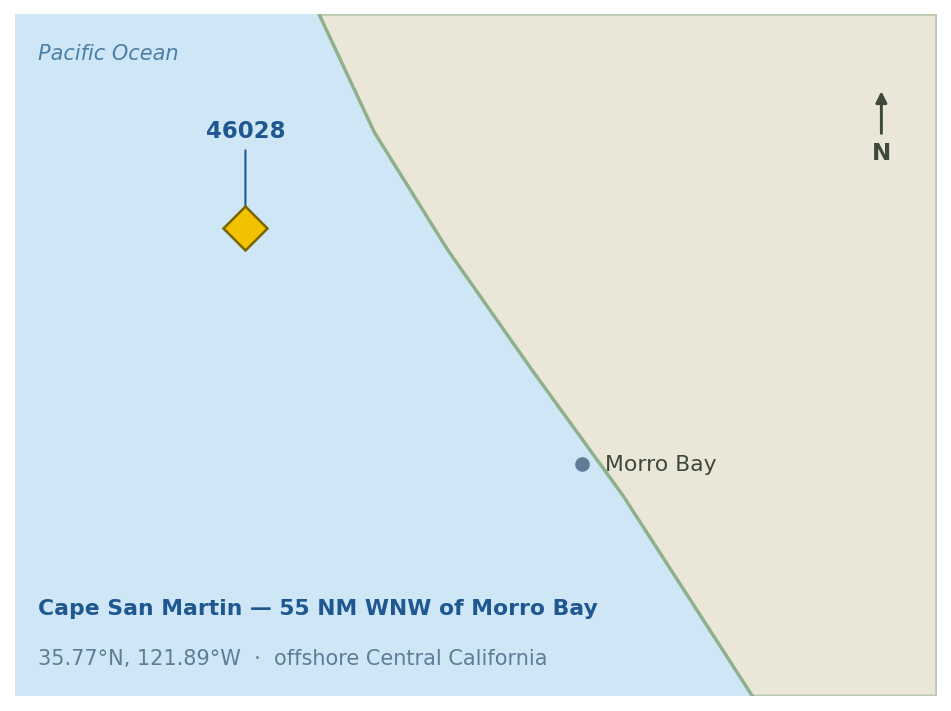 Pacific Ocean
46028
N
Morro Bay
Cape San Martin — 55 NM WNW of Morro Bay
35.77°N, 121.89°W · offshore Central California